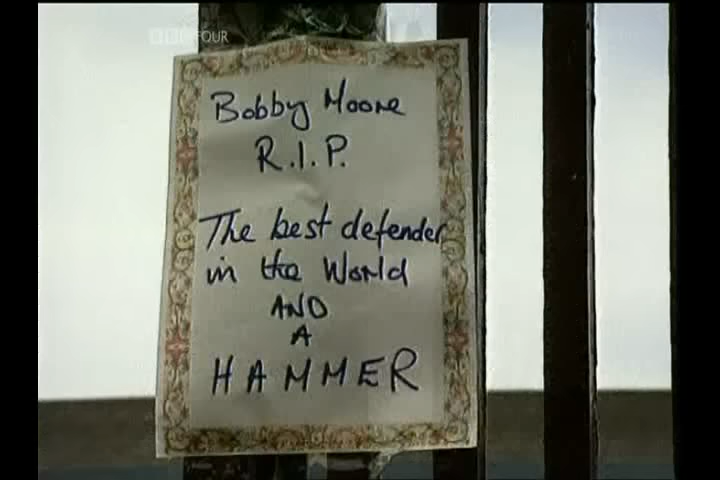 BBC FOUR
Bobby Moore
R.I.P.
The best defender
in the World
AND
A
HAMMER